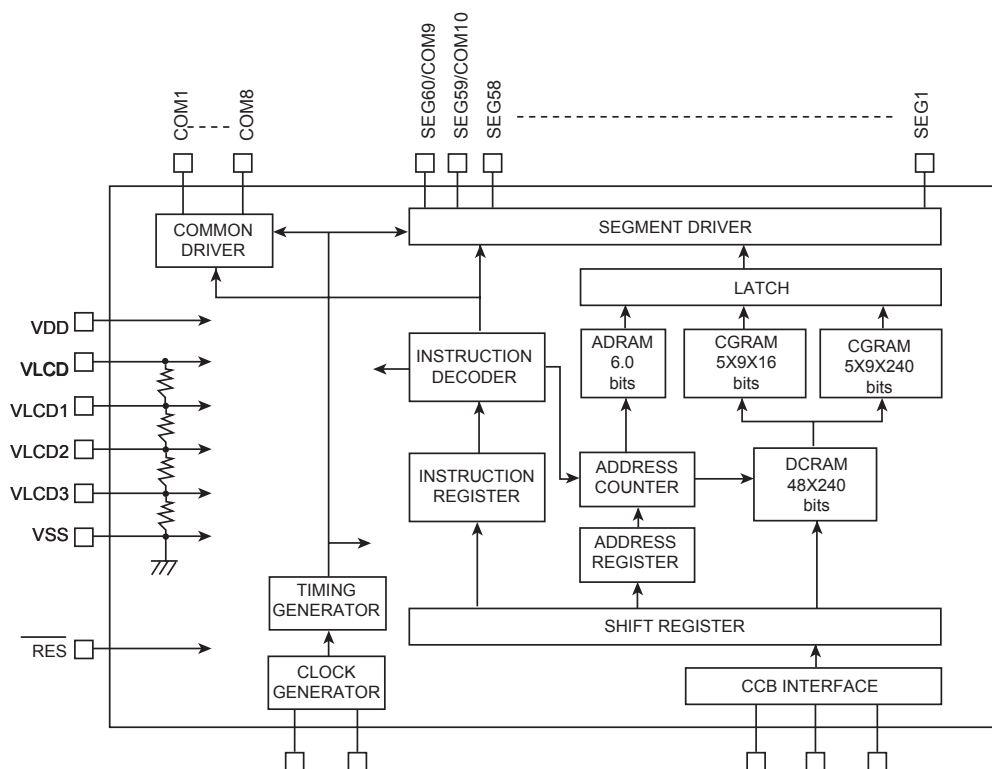 COM1
COM8
SEG60/COM9
SEG59/COM10
SEG58
SEG1
COMMON
DRIVER
SEGMENT DRIVER
LATCH
VDD
VLCD
VLCD1
VLCD2
VLCD3
VSS
RES
INSTRUCTION
DECODER
ADRAM
6.0
bits
CGRAM
5X9X16
bits
CGRAM
5X9X240
bits
INSTRUCTION
REGISTER
ADDRESS
COUNTER
DCRAM
48X240
bits
ADDRESS
REGISTER
TIMING
GENERATOR
SHIFT REGISTER
CLOCK
GENERATOR
CCB INTERFACE